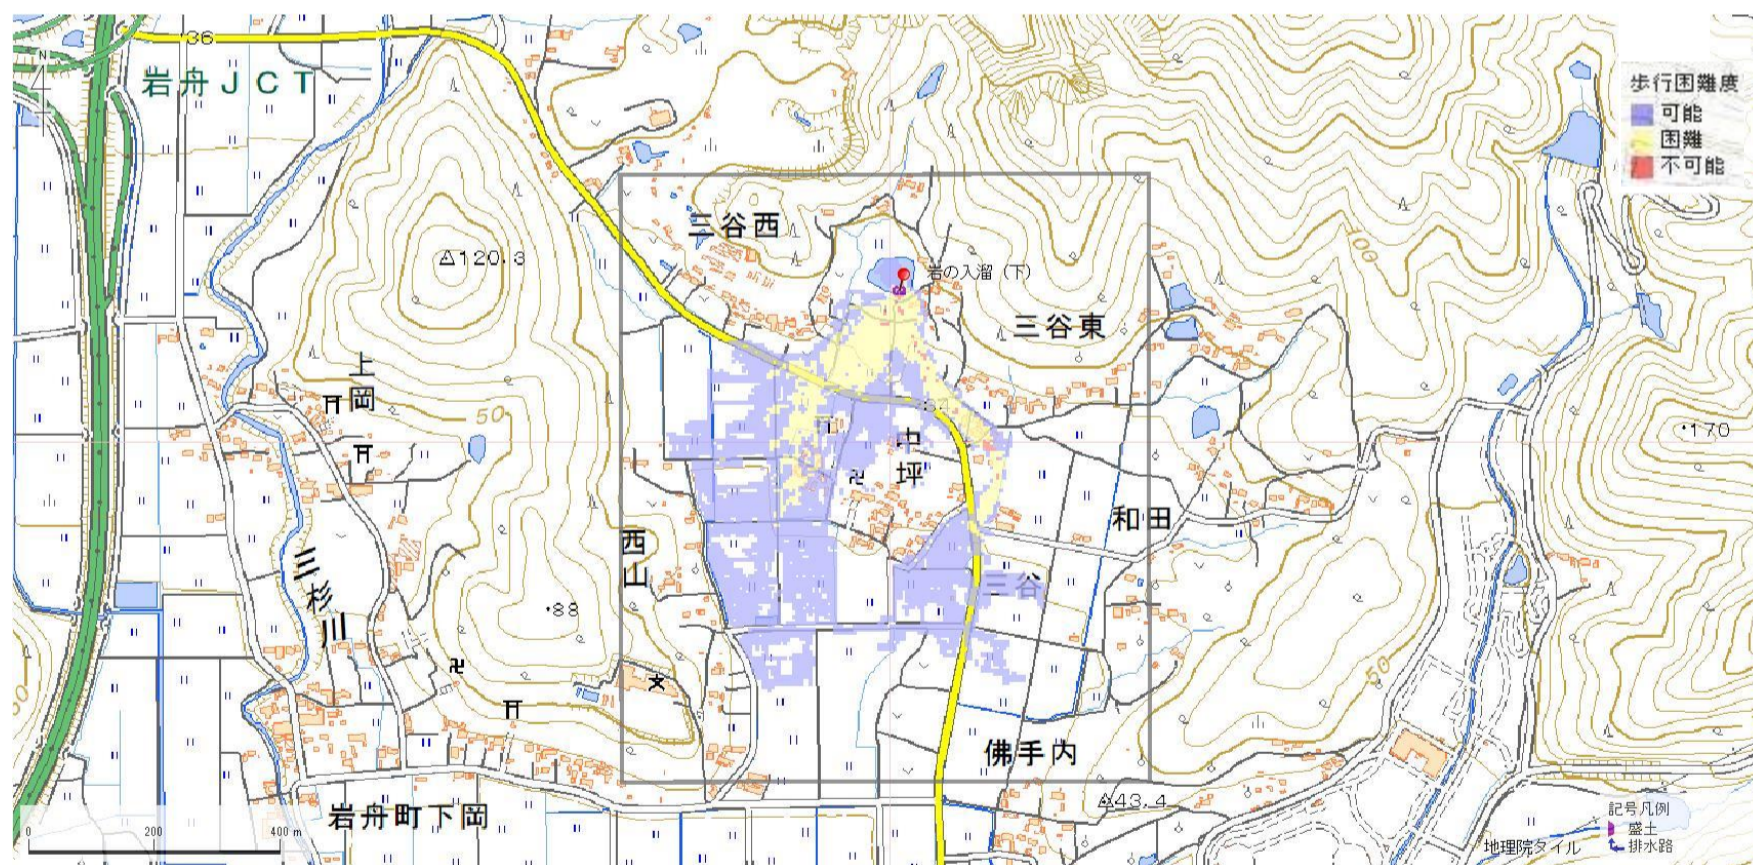 36
N
岩舟JCT
歩行困難度
可能
困難
不可能
三谷西
120.3
岩の入溜（下）
三谷東
100
上岡
50
170
中坪
和田
西山
三杉川
三谷
88
50
佛手内
43.4
岩舟町下岡
0 200 400 m
記号凡例
盛土
排水路
地理院タイル